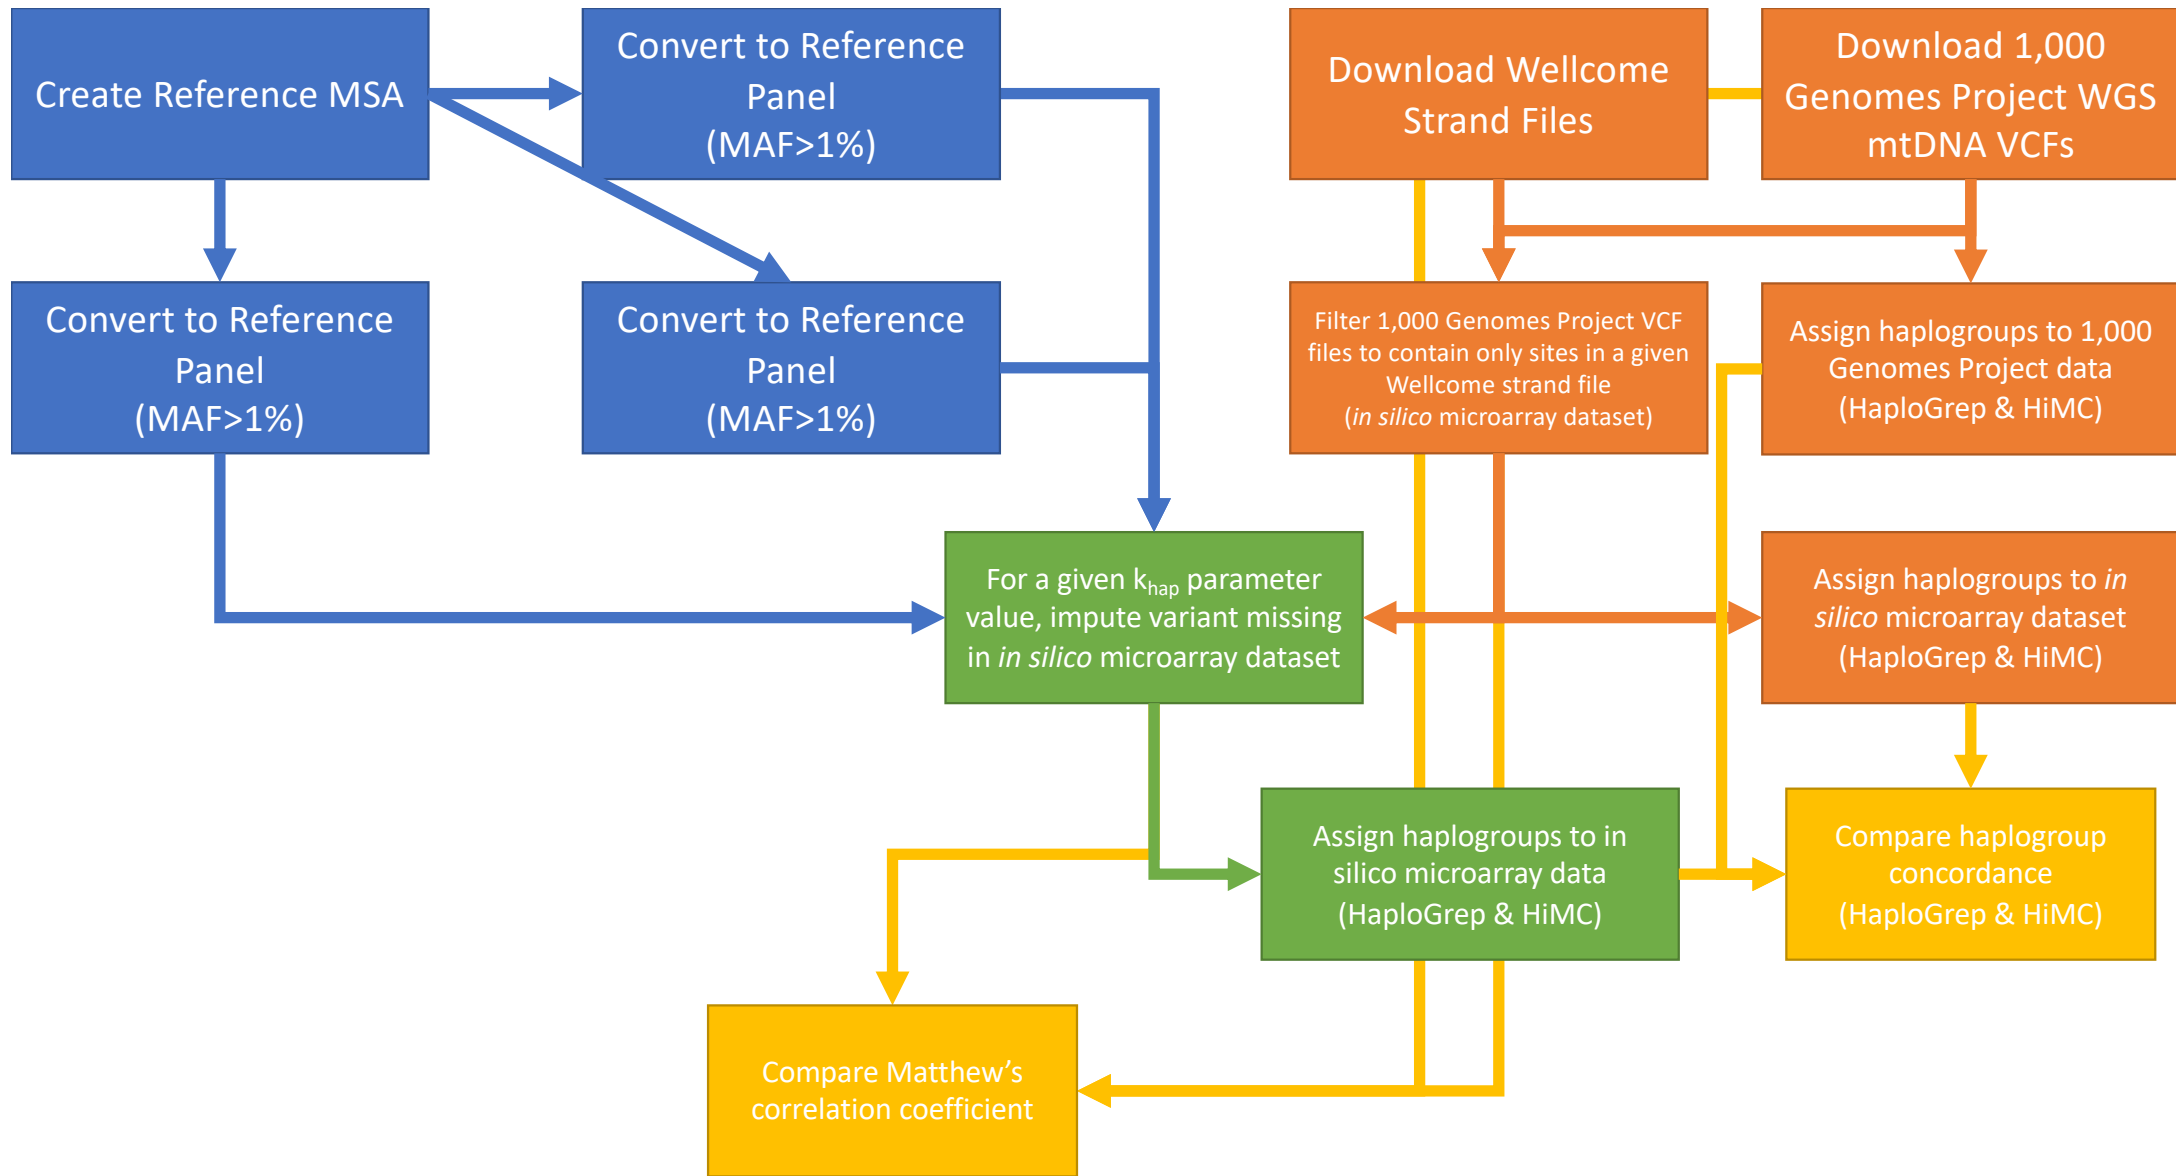 Create Reference MSA
Convert to Reference
Panel
(MAF>1%)
Download Wellcome
Strand Files
Download 1,000
Genomes Project WGS
mtDNA VCFs
Convert to Reference
Panel
(MAF>1%)
Convert to Reference
Panel
(MAF>1%)
Filter 1,000 Genomes Project VCF
files to contain only sites in a given
Wellcome strand file
(in silico microarray dataset)
Assign haplogroups to 1,000
Genomes Project data
(HaploGrep & HiMC)
For a given khap parameter
value, impute variant missing
in in silico microarray dataset
Assign haplogroups to in
silico microarray dataset
(HaploGrep & HiMC)
Assign haplogroups to in
silico microarray data
(HaploGrep & HiMC)
Compare haplogroup
concordance
(HaploGrep & HiMC)
Compare Matthew’s
correlation coefficient